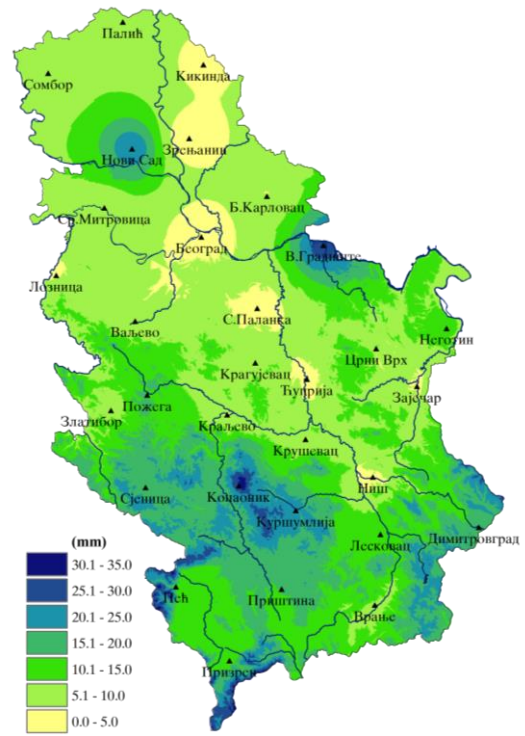 Палић
Кикинда
Сомбор
Нови Сад
Зрењанин
Ср.Митровица
Б.Карловац
Београд
В.Градиште
Лозница
С.Паланка
Ваљево
Неготин
Црни Врх
Крагујевац
Ћуприја
Зајечар
Пожега
Златибор
Краљево
Крушевац
Ниш
Сјеница
Копаоник
Куршумлија
Димитровград
Лесковац
(mm)
30.1 - 35.0
25.1 - 30.0
20.1 - 25.0
15.1 - 20.0
10.1 - 15.0
5.1 - 10.0
0.0 - 5.0
Пећ
Приштина
Врање
Призрен